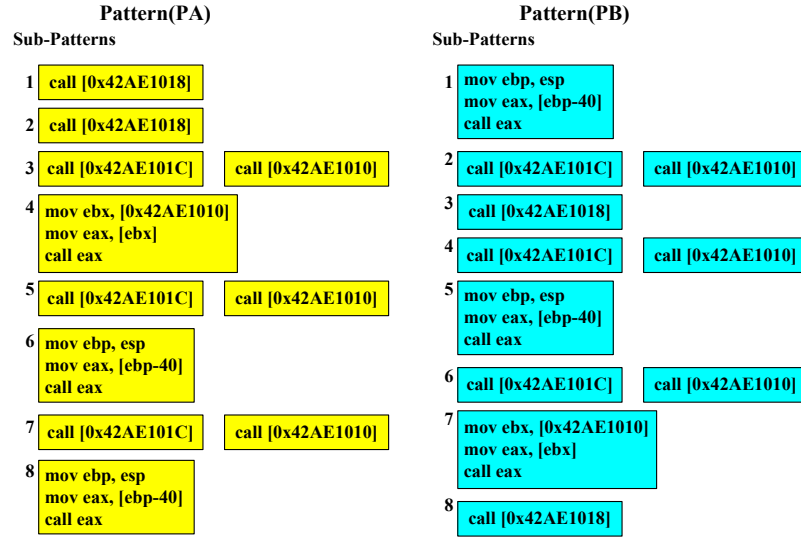 Pattern(PA)
Sub-Patterns
1 call [0x42AE1018]
2 call [0x42AE1018]
3 call [0x42AE101C] call [0x42AE1010]
4 mov ebx, [0x42AE1010]
mov eax, [ebx]
call eax
5 call [0x42AE101C] call [0x42AE1010]
6 mov ebp, esp
mov eax, [ebp-40]
call eax
7 call [0x42AE101C] call [0x42AE1010]
8 mov ebp, esp
mov eax, [ebp-40]
call eax
Pattern(PB)
Sub-Patterns
1 mov ebp, esp
mov eax, [ebp-40]
call eax
2 call [0x42AE101C] call [0x42AE1010]
3 call [0x42AE1018]
4 call [0x42AE101C] call [0x42AE1010]
5 mov ebp, esp
mov eax, [ebp-40]
call eax
6 call [0x42AE101C] call [0x42AE1010]
7 mov ebx, [0x42AE1010]
mov eax, [ebx]
call eax
8 call [0x42AE1018]